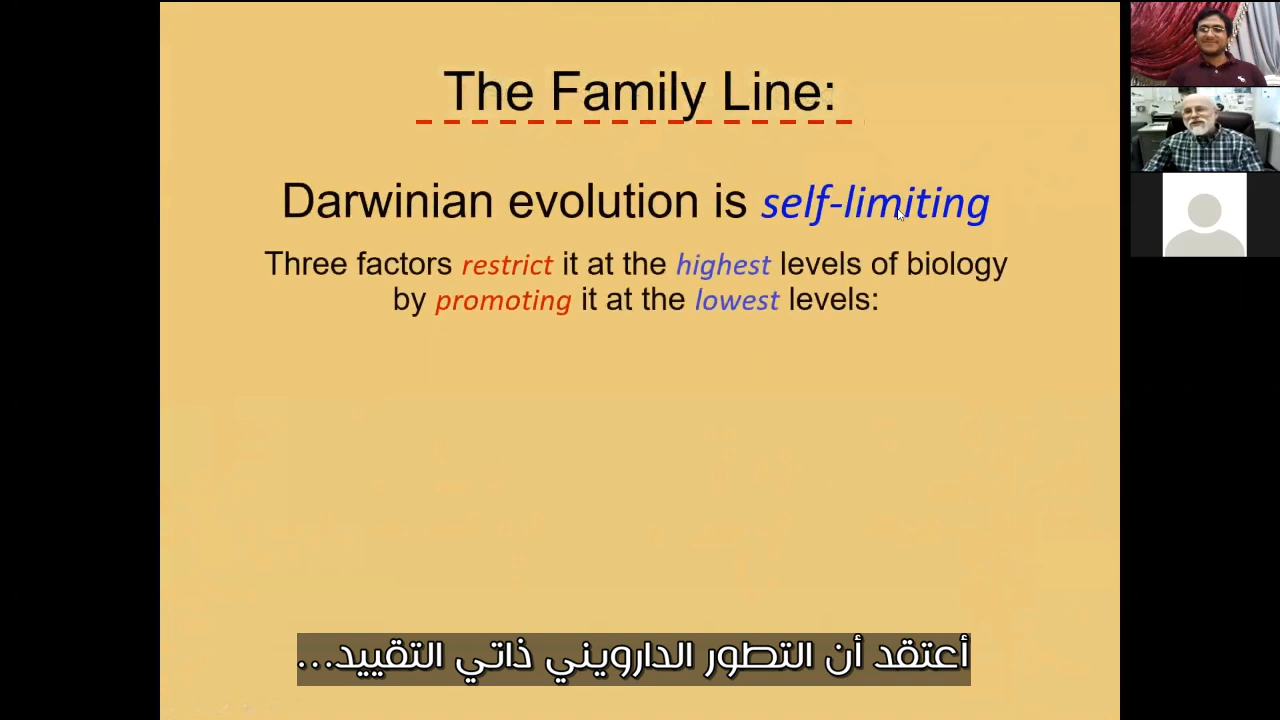 The Family Line:
Darwinian evolution is self-limiting
Three factors restrict it at the highest levels of biology
by promoting it at the lowest levels:
أعتقد أن التطور الدارويني ذاتي التقييد...